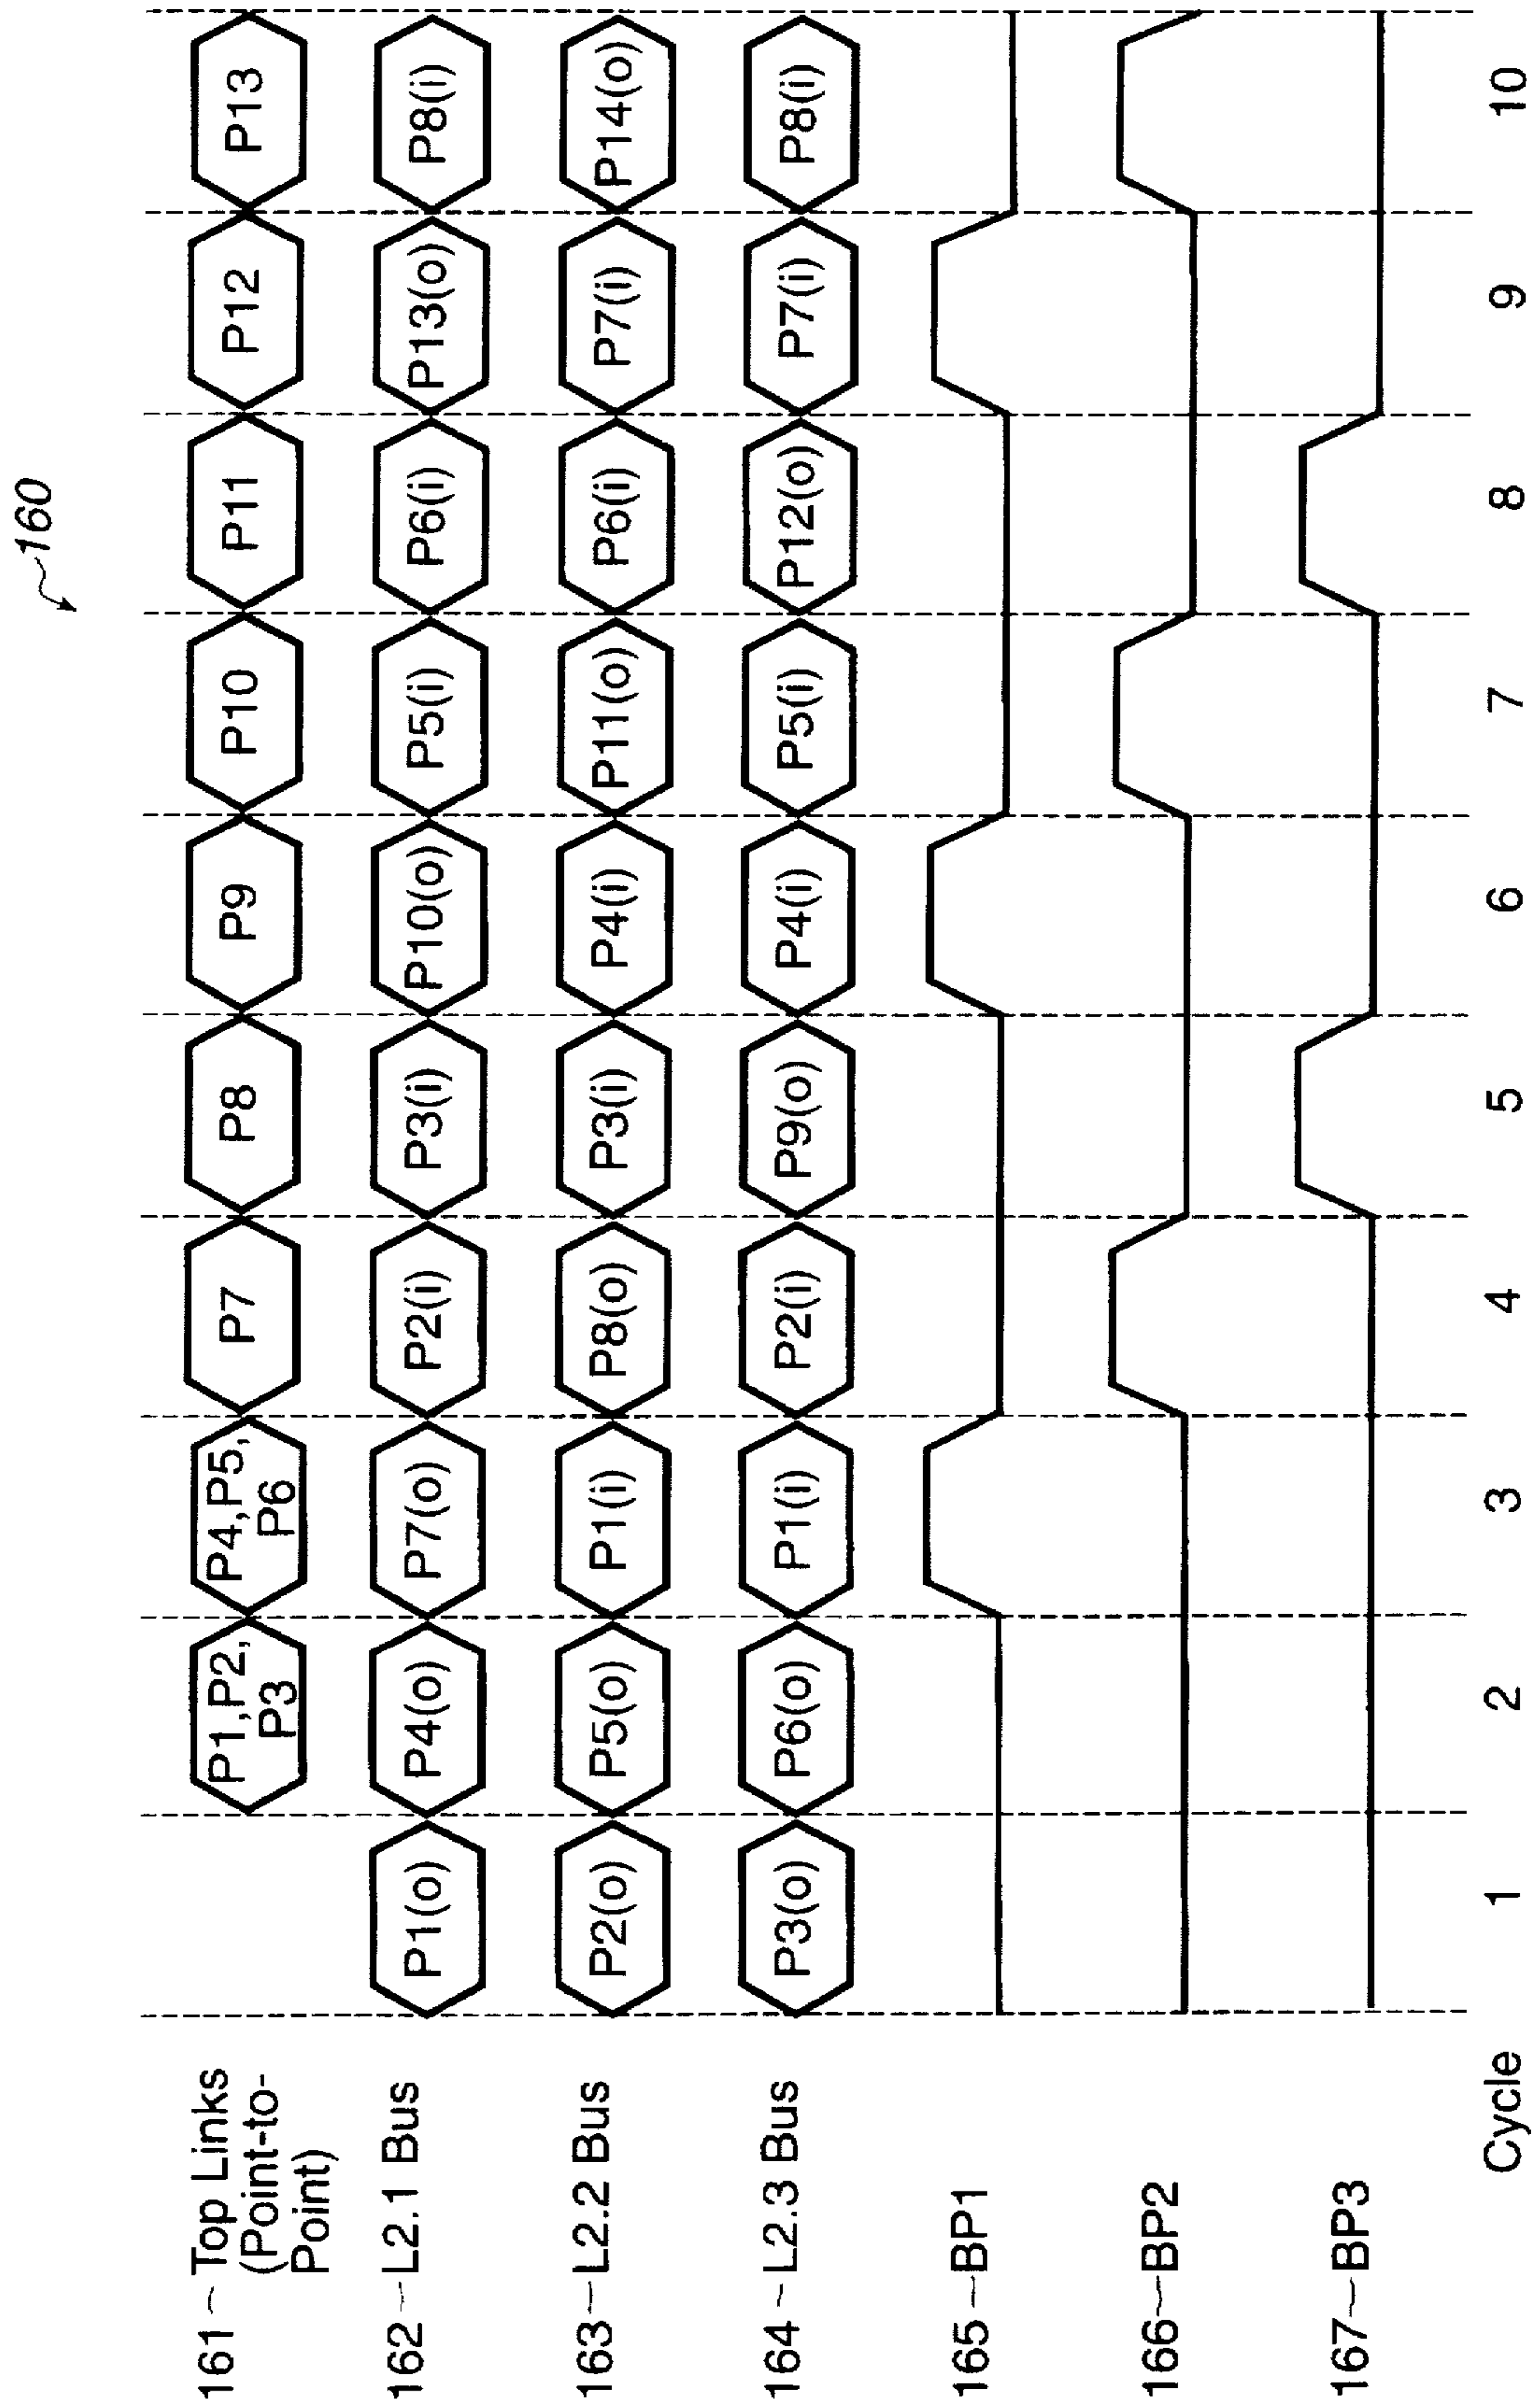 160
161 Top Links
(Point-to-
Point)
P1,P2,
P3
P4,P5,
P6
P7
P8
P9
P10
P11
P12
P13
162 L2.1 Bus
P1(o)
P4(o)
P7(o)
P2(i)
P3(i)
P10(o)
P5(i)
P6(i)
P13(o)
P8(i)
163 L2.2 Bus
P2(o)
P5(o)
P1(i)
P8(o)
P3(i)
P4(i)
P11(o)
P6(i)
P7(i)
P14(o)
164 L2.3 Bus
P3(o)
P6(o)
P1(i)
P2(i)
P9(o)
P4(i)
P5(i)
P12(o)
P7(i)
P8(i)
165 BP1
166 BP2
167 BP3
Cycle 1 2 3 4 5 6 7 8 9 10